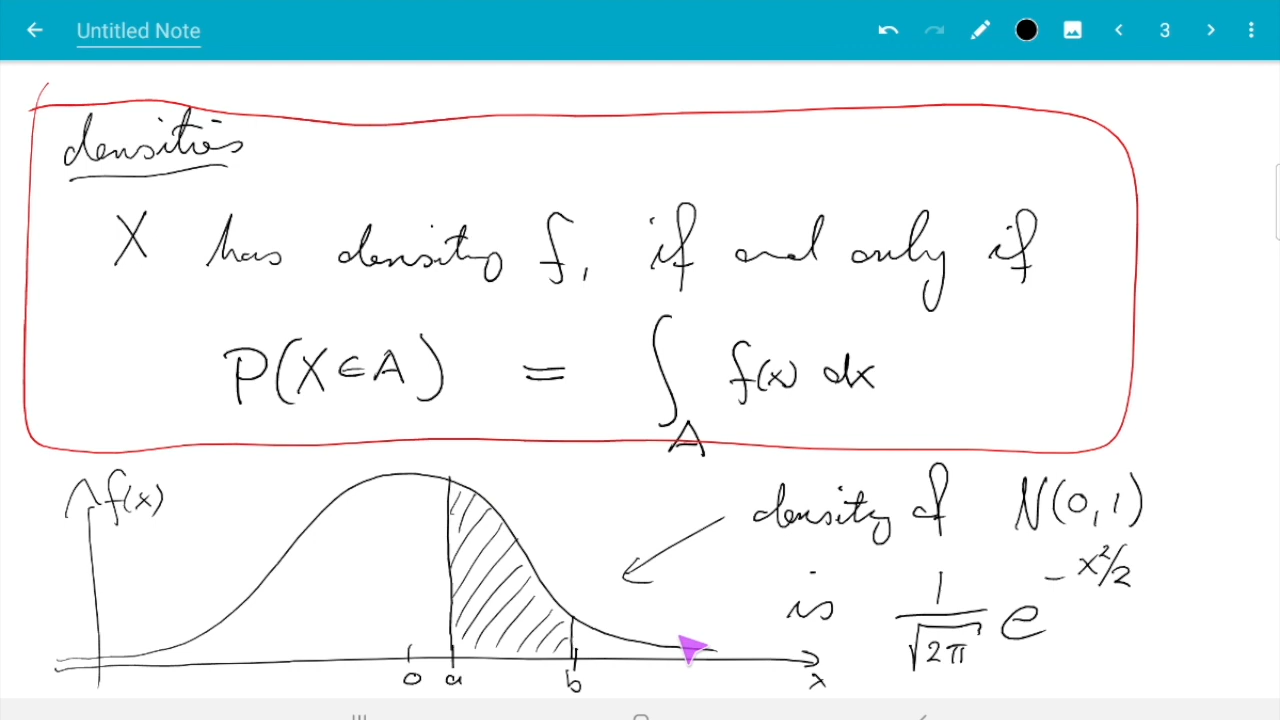 Untitled Note
3
densities
X has density f, if and only if
P(X∈A) = ∫_A f(x) dx
f(x)
density of N(0,1)
is 1/√2π e^{-x²/2}
0 a b x